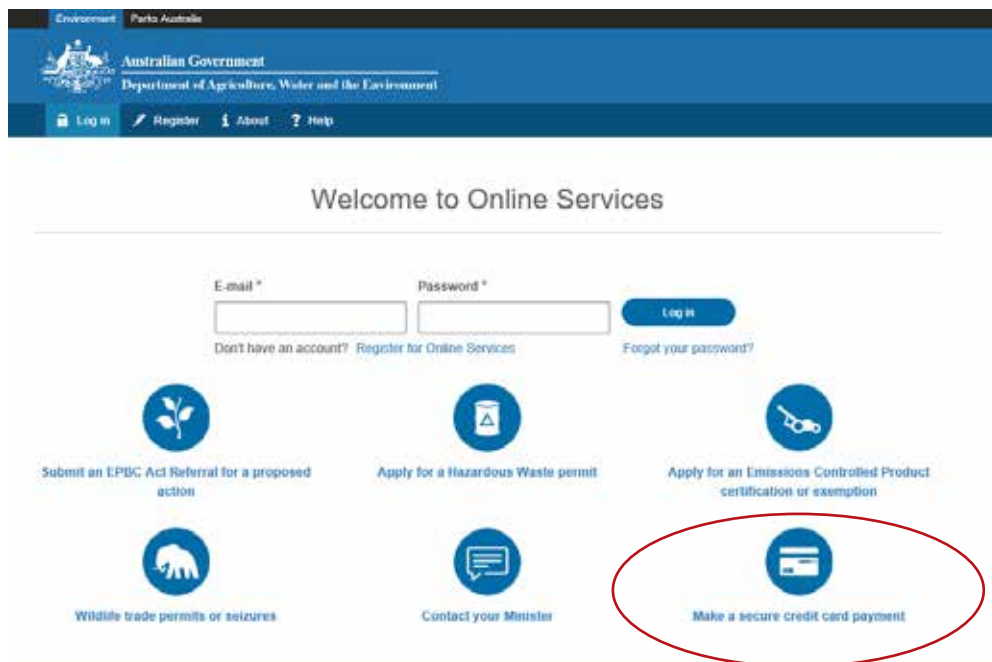 Environment Parks Australia
Australian Government
Department of Agriculture, Water and the Environment
Log in Register About Help
Welcome to Online Services
E-mail * Password *
Log in
Don't have an account? Register for Online Services Forgot your password?
Submit an EPBC Act Referral for a proposed action
Apply for a Hazardous Waste permit
Apply for an Emissions Controlled Product certification or exemption
Wildlife trade permits or seizures
Contact your Minister
Make a secure credit card payment